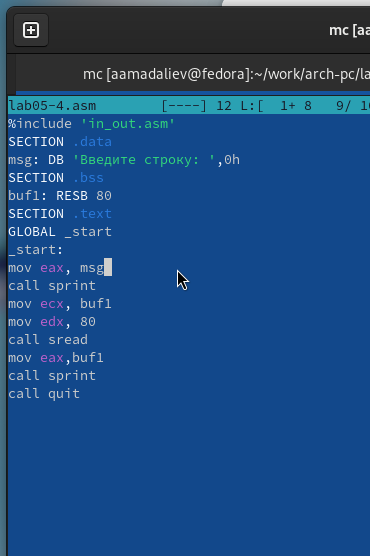 mc [aa
mc [aamadaliev@fedora]:~/work/arch-pc/la
lab05-4.asm [----] 12 L:[ 1+ 8 9/ 1
%include 'in_out.asm'
SECTION .data
msg: DB 'Введите строку: ',0h
SECTION .bss
buf1: RESB 80
SECTION .text
GLOBAL _start
_start:
mov eax, msg
call sprint
mov ecx, buf1
mov edx, 80
call sread
mov eax,buf1
call sprint
call quit